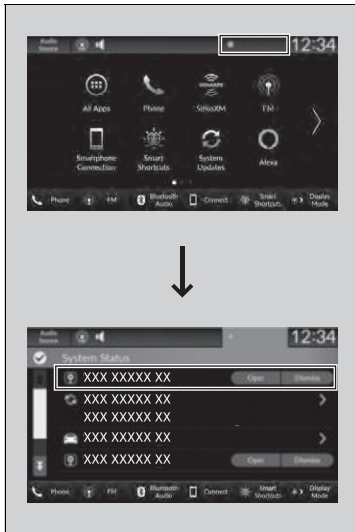 Audio Source 12:34
All Apps Phone SiriusXM FM
Smartphone Connection Smart Shortcuts System Updates Alexa
Phone FM Bluetooth Audio Connect Smart Shortcuts Display Mode
Audio Source 12:34
System Status
XXX XXXXX XX Open Dismiss
XXX XXXXX XX
XXX XXXXX XX
XXX XXXXX XX
XXX XXXXX XX Open Dismiss
Phone FM Bluetooth Audio Connect Smart Shortcuts Display Mode